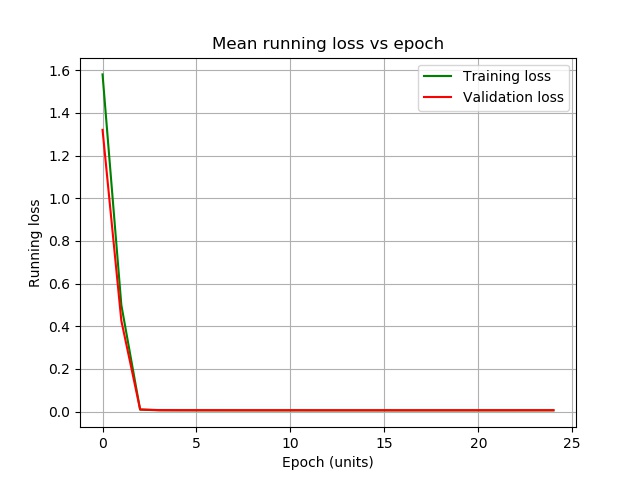 Mean running loss vs epoch
Training loss
Validation loss
1.6
1.4
1.2
1.0
0.8
0.6
0.4
0.2
0.0
Running loss
0 5 10 15 20 25
Epoch (units)